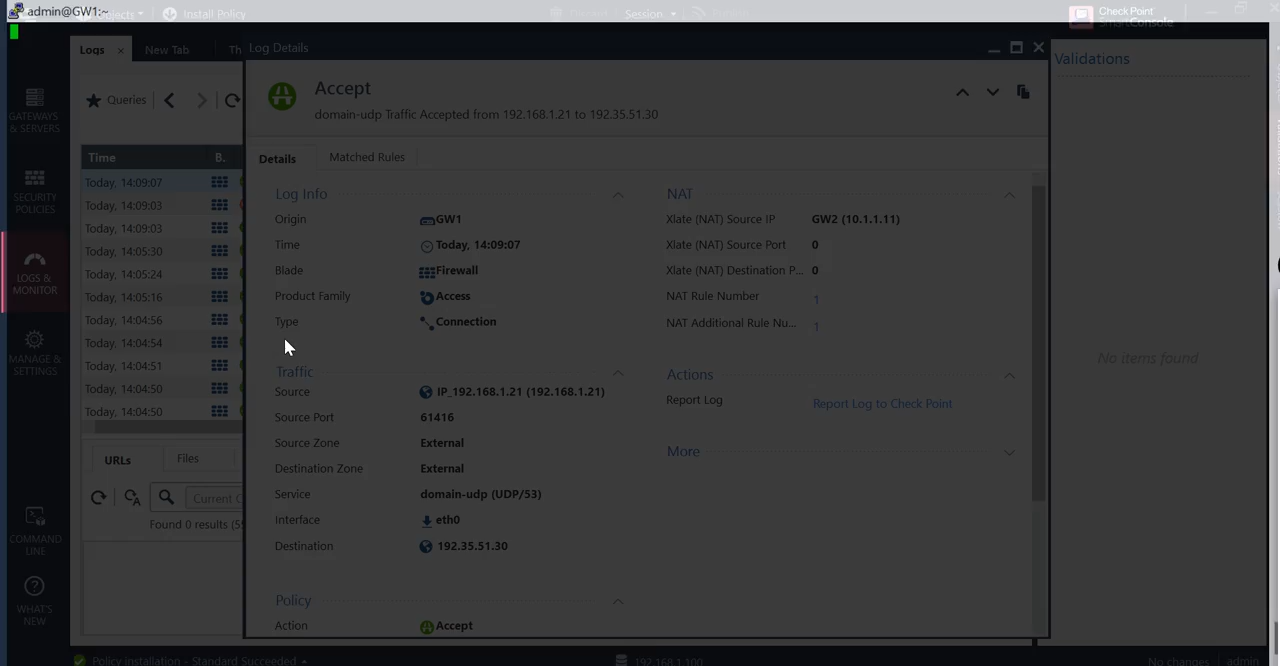 admin@GW1:~
Objects
Install Policy
Session
Check Point
SmartConsole
Logs
New Tab
Th
Log Details
Validations
GATEWAYS
& SERVERS
SECURITY
POLICIES
LOGS &
MONITOR
MANAGE &
SETTINGS
COMMAND
LINE
WHAT'S
NEW
Queries
Time B.
Today, 14:09:07
Today, 14:09:03
Today, 14:09:03
Today, 14:05:30
Today, 14:05:24
Today, 14:05:16
Today, 14:04:56
Today, 14:04:54
Today, 14:04:51
Today, 14:04:50
Today, 14:04:50
URLs
Files
Current C
Found 0 results (55
Accept
domain-udp Traffic Accepted from 192.168.1.21 to 192.35.51.30
Details
Matched Rules
Log Info
Origin GW1
Time Today, 14:09:07
Blade Firewall
Product Family Access
Type Connection
Traffic
Source IP_192.168.1.21 (192.168.1.21)
Source Port 61416
Source Zone External
Destination Zone External
Service domain-udp (UDP/53)
Interface eth0
Destination 192.35.51.30
Policy
Action Accept
NAT
Xlate (NAT) Source IP GW2 (10.1.1.11)
Xlate (NAT) Source Port 0
Xlate (NAT) Destination P... 0
NAT Rule Number 1
NAT Additional Rule Nu... 1
Actions
Report Log Report Log to Check Point
More
No items found
Policy installation - Standard Succeeded
192.168.1.100
No changes
admin